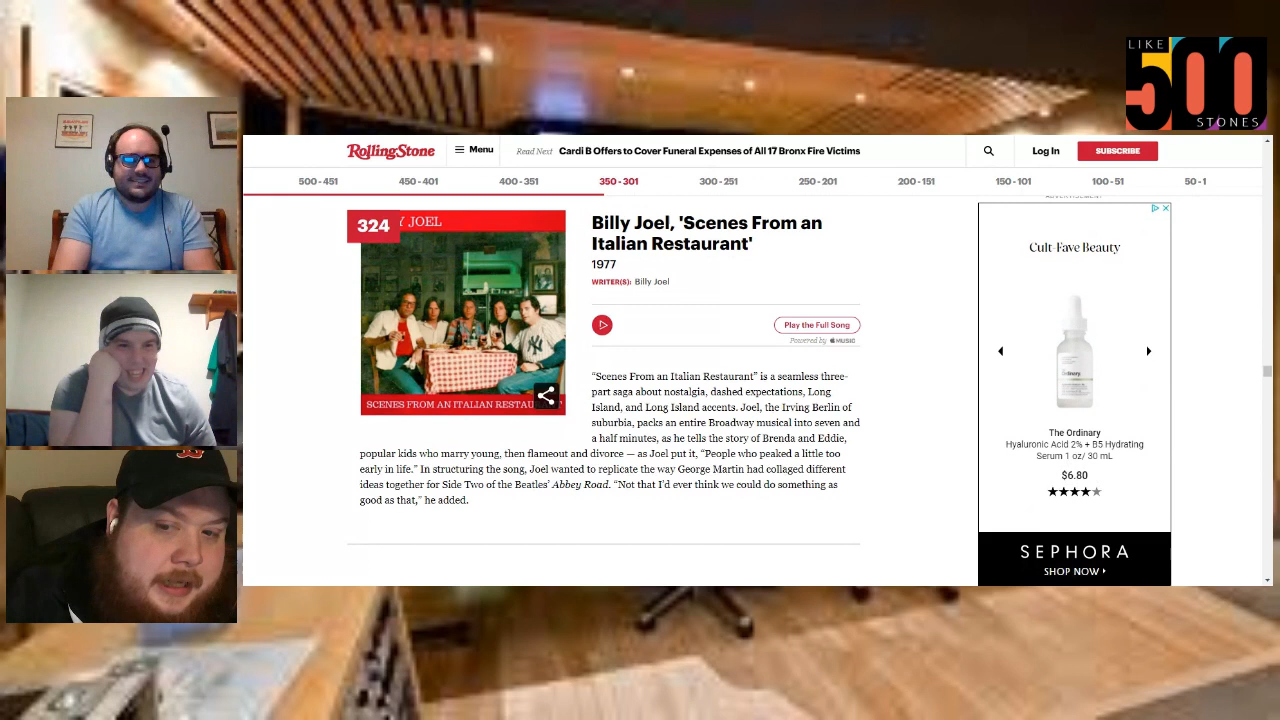 LIKE
500
STONES
RollingStone
Menu
Read Next Cardi B Offers to Cover Funeral Expenses of All 17 Bronx Fire Victims
Log In
SUBSCRIBE
500 - 451 450 - 401 400 - 351 350 - 301 300 - 251 250 - 201 200 - 151 150 - 101 100 - 51 50 - 1
324
Y JOEL
SCENES FROM AN ITALIAN RESTAU
Billy Joel, 'Scenes From an
Italian Restaurant'
1977
WRITER(S): Billy Joel
Play the Full Song
Powered by MUSIC
“Scenes From an Italian Restaurant” is a seamless three-
part saga about nostalgia, dashed expectations, Long
Island, and Long Island accents. Joel, the Irving Berlin of
suburbia, packs an entire Broadway musical into seven and
a half minutes, as he tells the story of Brenda and Eddie,
popular kids who marry young, then flameout and divorce — as Joel put it, “People who peaked a little too
early in life.” In structuring the song, Joel wanted to replicate the way George Martin had collaged different
ideas together for Side Two of the Beatles’ Abbey Road. “Not that I’d ever think we could do something as
good as that,” he added.
ADVERTISEMENT
Cult-Fave Beauty
The Ordinary
Hyaluronic Acid 2% + B5 Hydrating
Serum 1 oz/ 30 mL
$6.80
SEPHORA
SHOP NOW